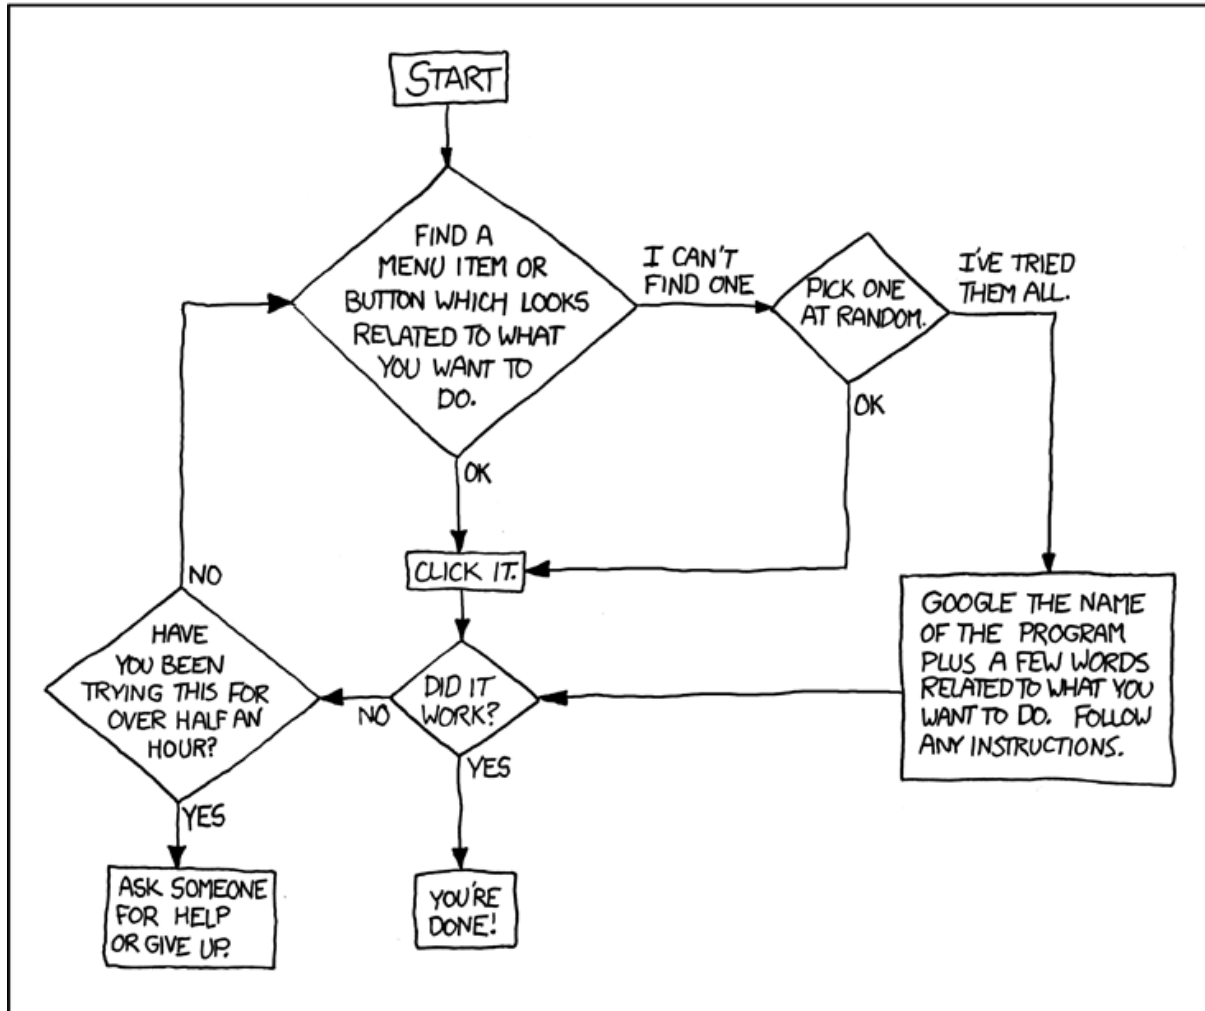 START
FIND A
MENU ITEM OR
BUTTON WHICH LOOKS
RELATED TO WHAT
YOU WANT TO
DO.
I CAN'T
FIND ONE
PICK ONE
AT RANDOM.
I'VE TRIED
THEM ALL.
OK
OK
CLICK IT.
NO
HAVE
YOU BEEN
TRYING THIS FOR
OVER HALF AN
HOUR?
NO
DID IT
WORK?
GOOGLE THE NAME
OF THE PROGRAM
PLUS A FEW WORDS
RELATED TO WHAT YOU
WANT TO DO. FOLLOW
ANY INSTRUCTIONS.
YES
YES
ASK SOMEONE
FOR HELP
OR GIVE UP.
YOU'RE
DONE!